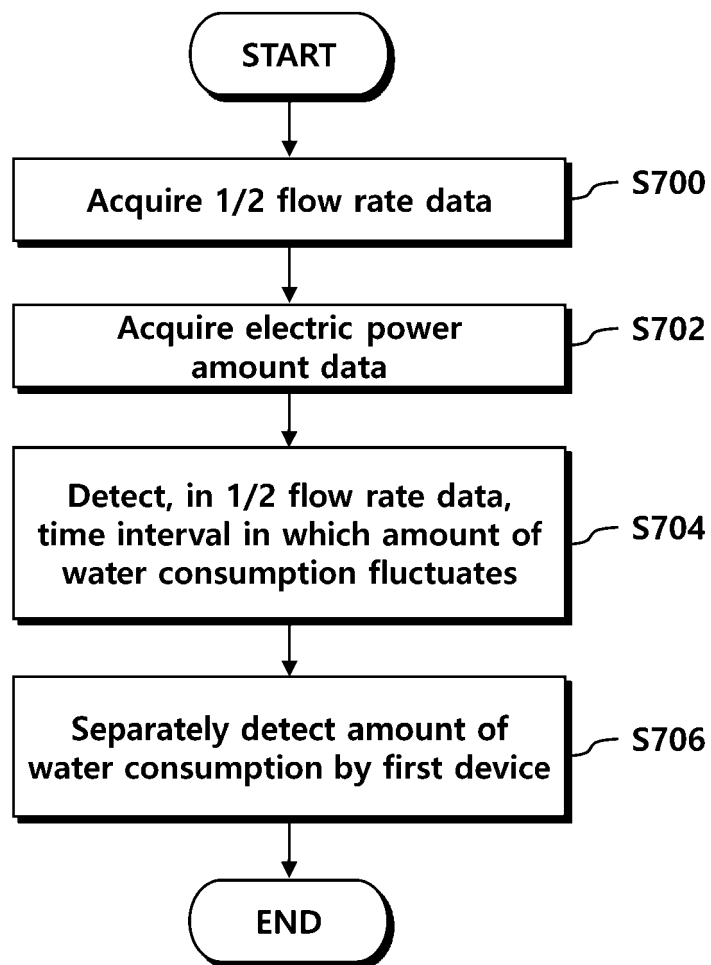 START
Acquire 1/2 flow rate data
S700
Acquire electric power
amount data
S702
Detect, in 1/2 flow rate data,
time interval in which amount of
water consumption fluctuates
S704
Separately detect amount of
water consumption by first device
S706
END